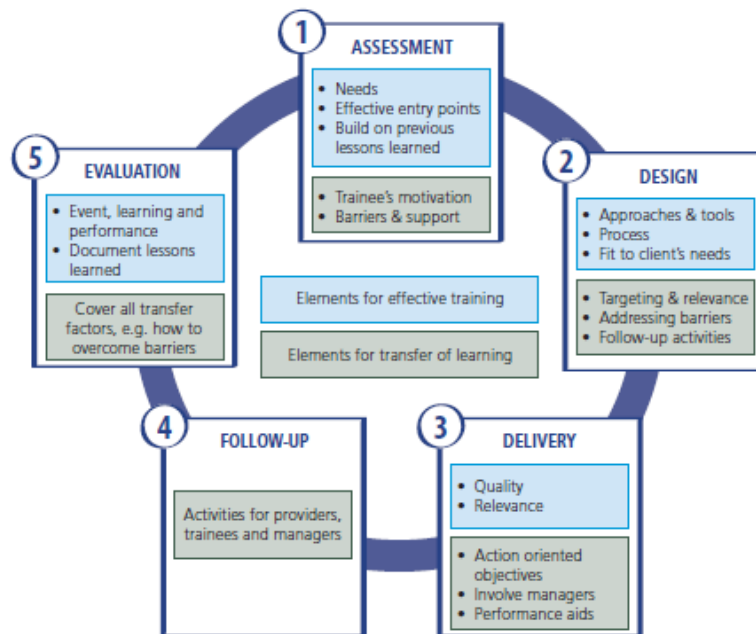 1
ASSESSMENT
• Needs
• Effective entry points
• Build on previous
lessons learned
• Trainee's motivation
• Barriers & support
2
DESIGN
• Approaches & tools
• Process
• Fit to client's needs
• Targeting & relevance
• Addressing barriers
• Follow-up activities
3
DELIVERY
• Quality
• Relevance
• Action oriented
objectives
• Involve managers
• Performance aids
4
FOLLOW-UP
Activities for providers,
trainees and managers
5
EVALUATION
• Event, learning and
performance
• Document lessons
learned
Cover all transfer
factors, e.g. how to
overcome barriers
Elements for effective training
Elements for transfer of learning